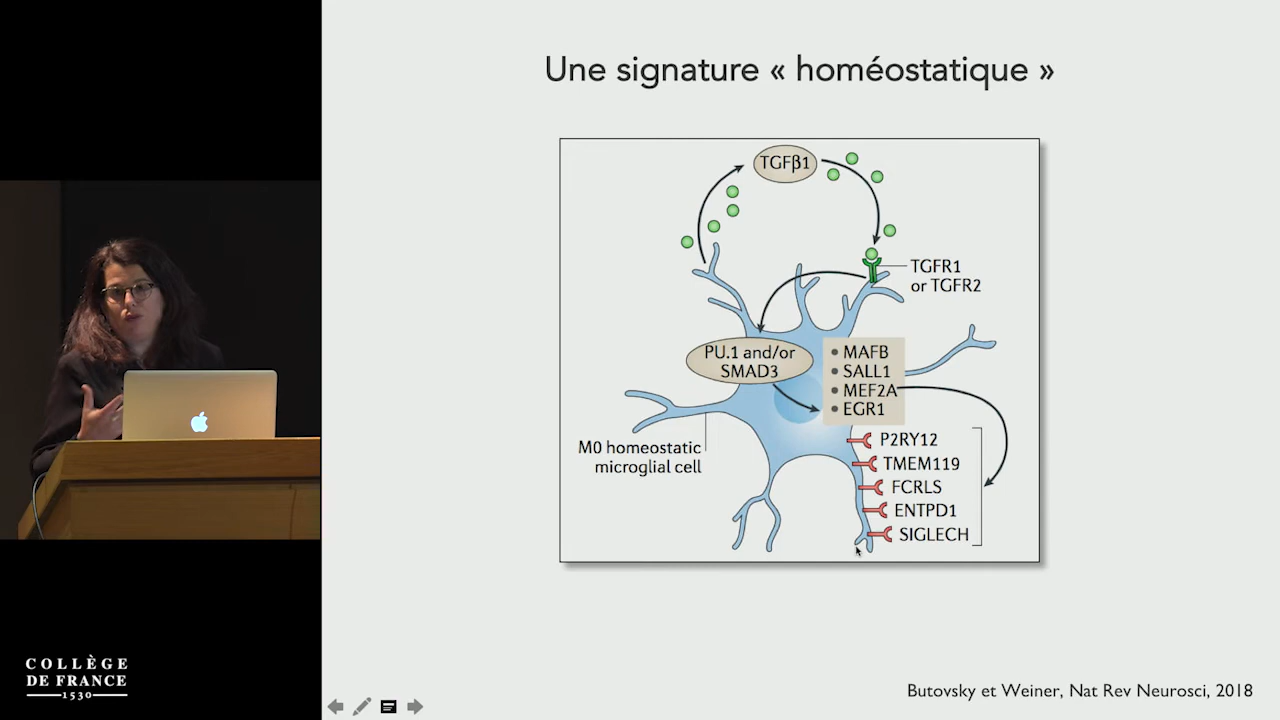 Une signature « homéostatique »
TGFβ1
TGFR1
or TGFR2
PU.1 and/or
SMAD3
• MAFB
• SALL1
• MEF2A
• EGR1
M0 homeostatic
microglial cell
P2RY12
TMEM119
FCRLS
ENTPD1
SIGLECH
COLLÈGE
DE FRANCE
1530
Butovsky et Weiner, Nat Rev Neurosci, 2018